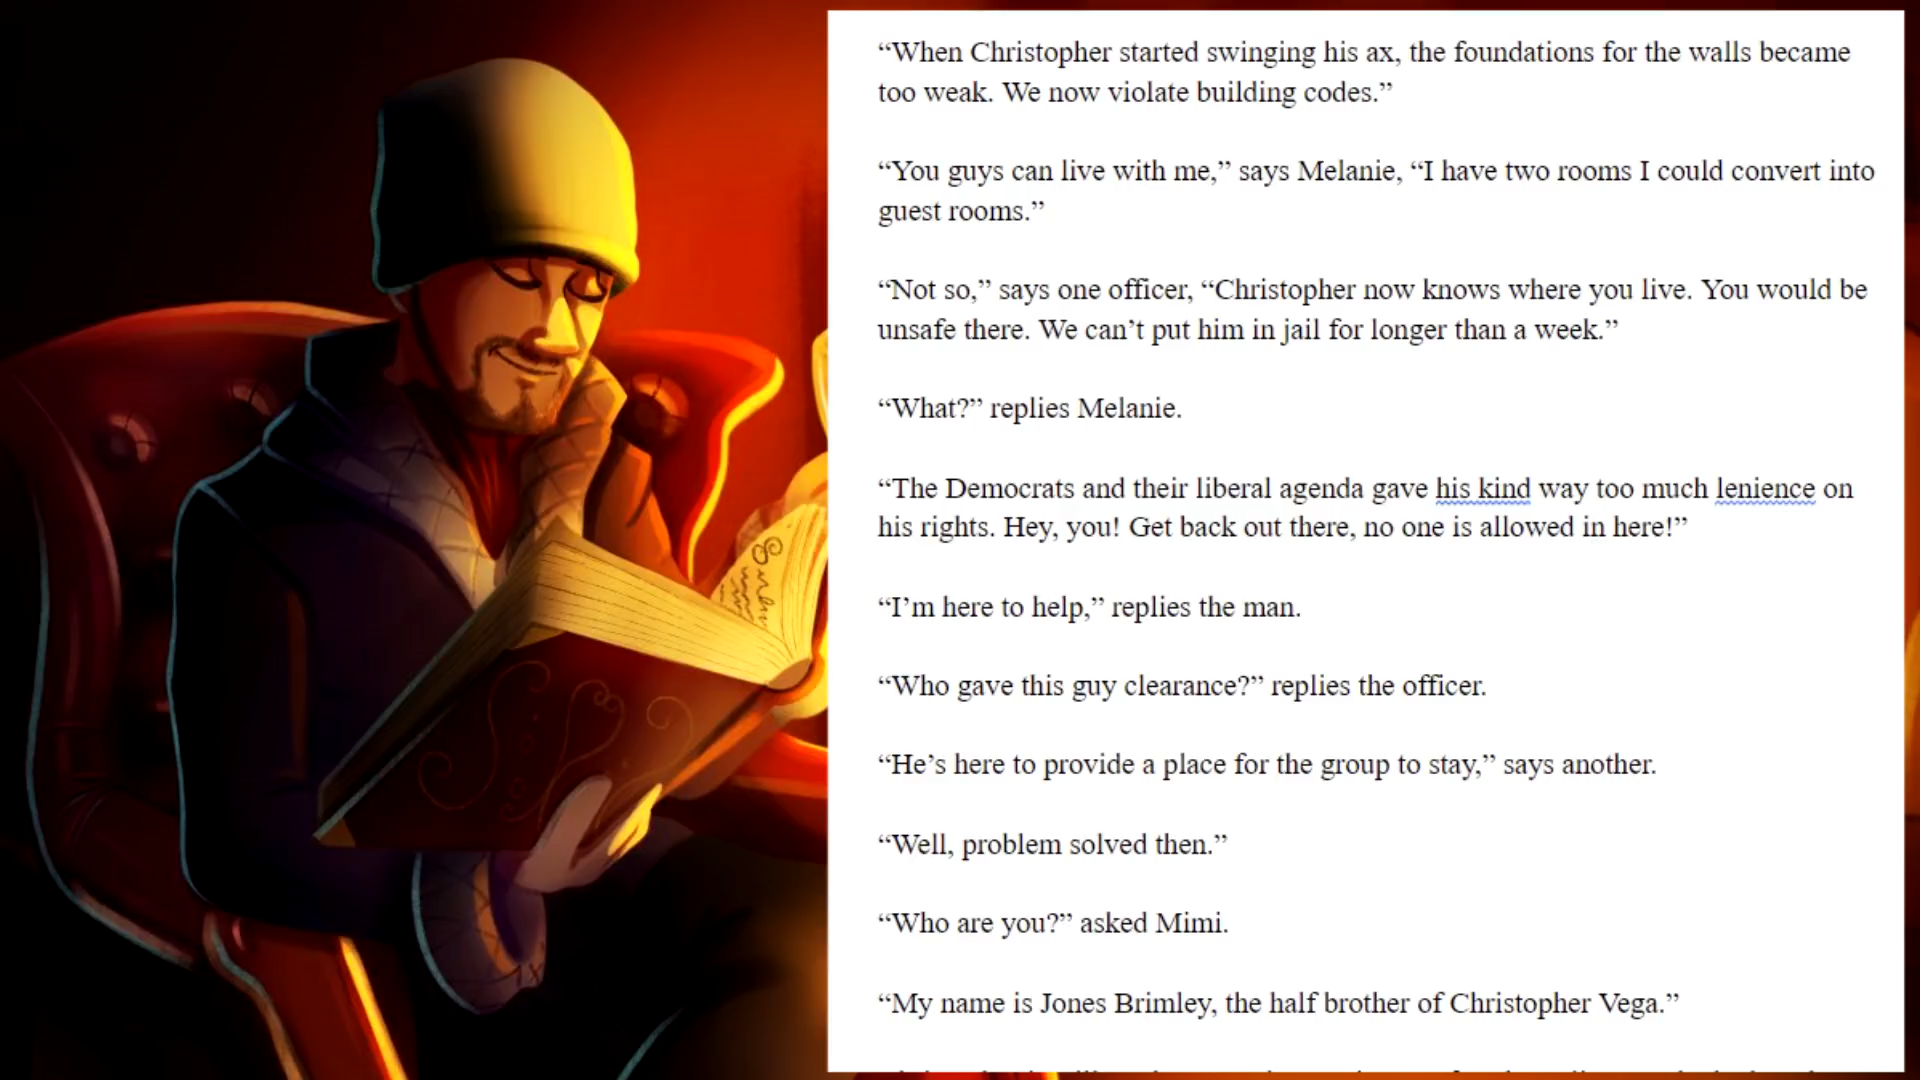 “When Christopher started swinging his ax, the foundations for the walls became
too weak. We now violate building codes.”
“You guys can live with me,” says Melanie, “I have two rooms I could convert into
guest rooms.”
“Not so,” says one officer, “Christopher now knows where you live. You would be
unsafe there. We can’t put him in jail for longer than a week.”
“What?” replies Melanie.
“The Democrats and their liberal agenda gave his kind way too much lenience on
his rights. Hey, you! Get back out there, no one is allowed in here!”
“I’m here to help,” replies the man.
“Who gave this guy clearance?” replies the officer.
“He’s here to provide a place for the group to stay,” says another.
“Well, problem solved then.”
“Who are you?” asked Mimi.
“My name is Jones Brimley, the half brother of Christopher Vega.”